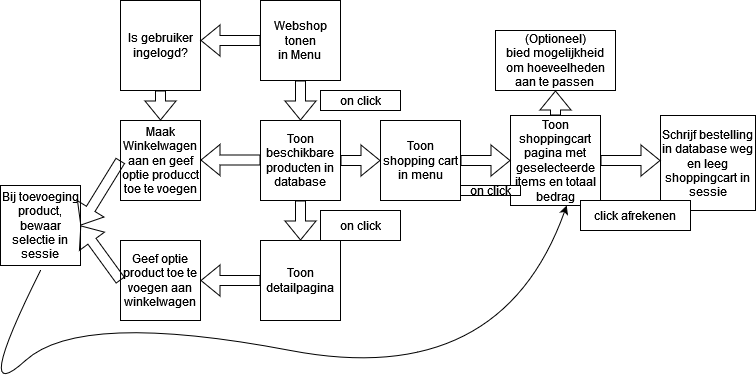 Is gebruiker
ingelogd?
Webshop
tonen
in Menu
(Optioneel)
bied mogelijkheid
om hoeveelheden
aan te passen
on click
Maak
Winkelwagen
aan en geef
optie producct
toe te voegen
Toon
beschikbare
producten in
database
Toon
shopping cart
in menu
on click
Toon
shoppingcart
pagina met
geselecteerde
items en totaal
bedrag
Schrijf bestelling
in database weg
en leeg
shoppingcart in
sessie
click afrekenen
Bij toevoeging
product,
bewaar
selectie in
sessie
on click
Geef optie
product toe te
voegen aan
winkelwagen
Toon
detailpagina